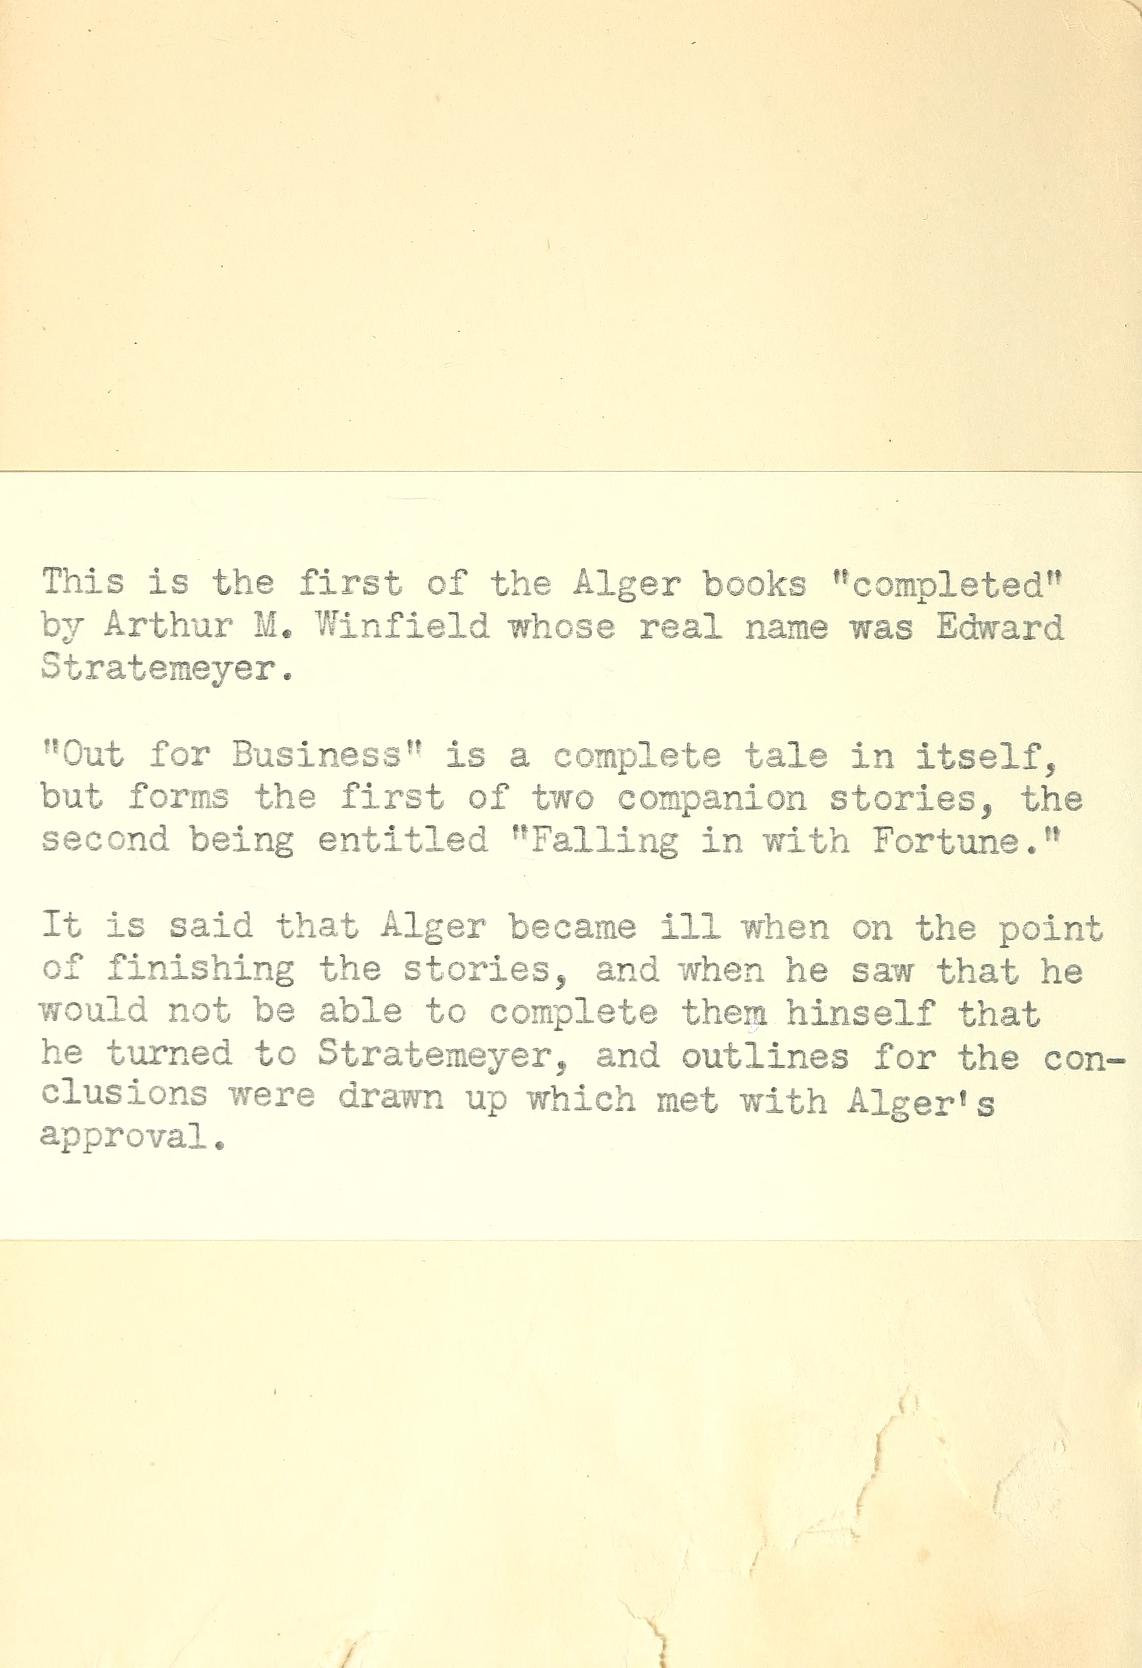 This is the first of the Alger books "completed"
by Arthur M. Winfield whose real name was Edward
Stratemeyer.
"Out for Business" is a complete tale in itself,
but forms the first of two companion stories, the
second being entitled "Falling in with Fortune."
It is said that Alger became ill when on the point
of finishing the stories, and when he saw that he
would not be able to complete them hinself that
he turned to Stratemeyer, and outlines for the con-
clusions were drawn up which met with Alger's
approval.